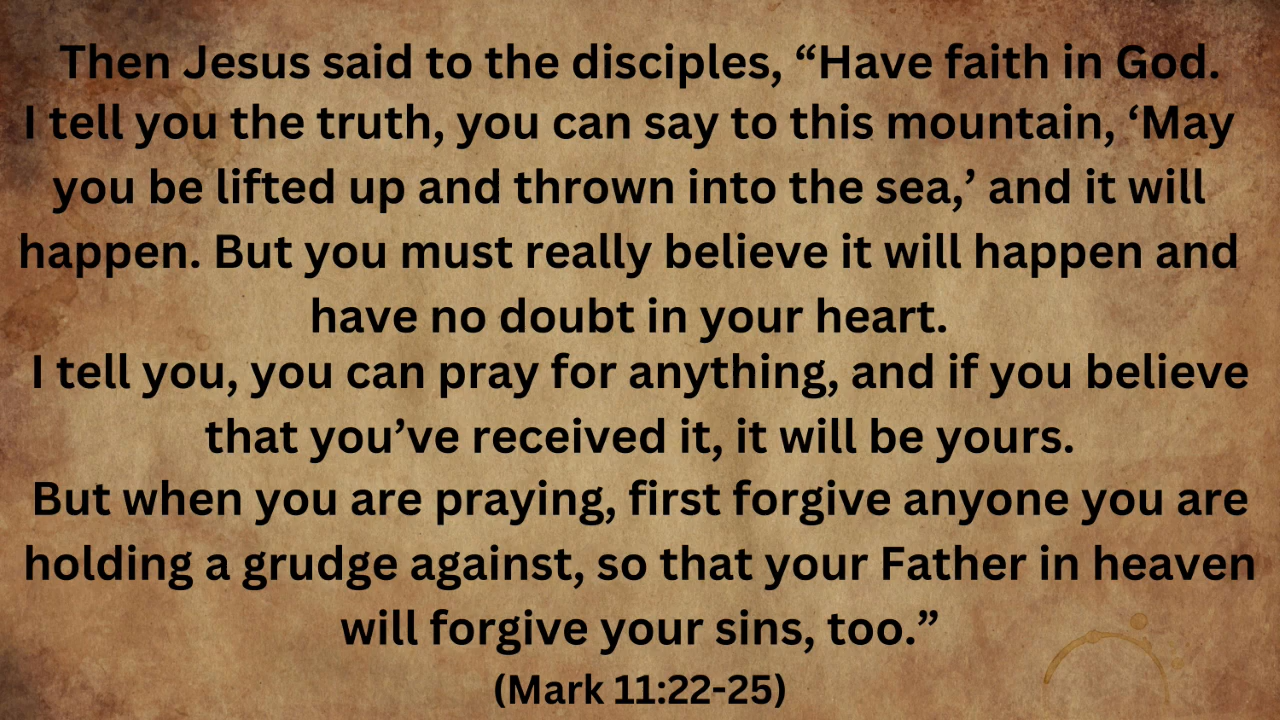 Then Jesus said to the disciples, “Have faith in God.
I tell you the truth, you can say to this mountain, ‘May
you be lifted up and thrown into the sea,’ and it will
happen. But you must really believe it will happen and
have no doubt in your heart.
I tell you, you can pray for anything, and if you believe
that you’ve received it, it will be yours.
But when you are praying, first forgive anyone you are
holding a grudge against, so that your Father in heaven
will forgive your sins, too.”
(Mark 11:22-25)